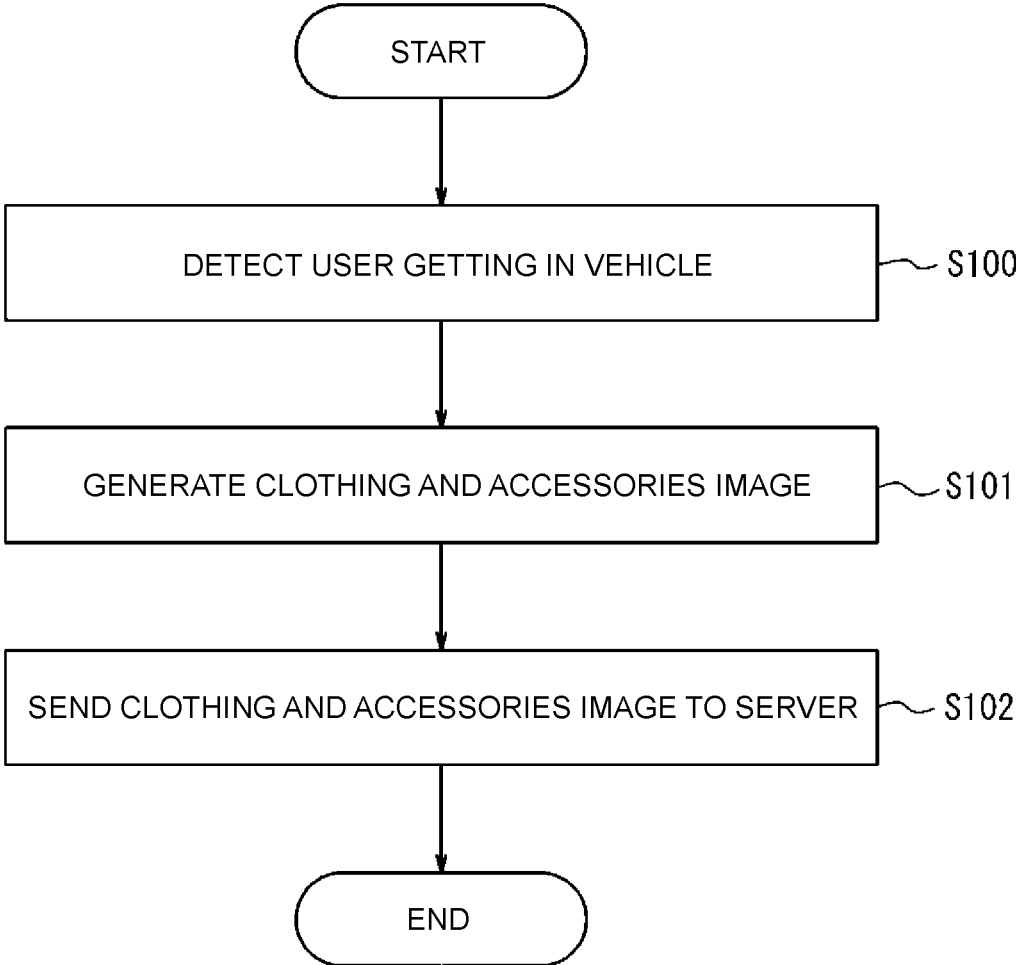 START
DETECT USER GETTING IN VEHICLE
S100
GENERATE CLOTHING AND ACCESSORIES IMAGE
S101
SEND CLOTHING AND ACCESSORIES IMAGE TO SERVER
S102
END